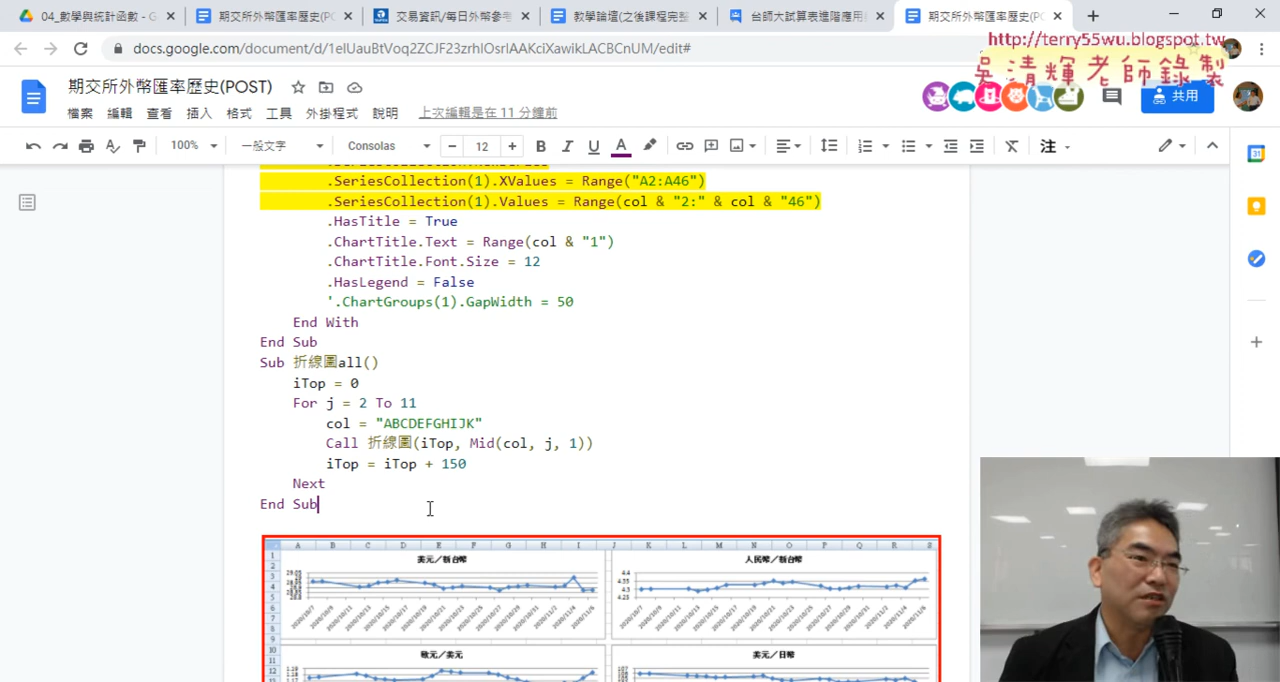 04_數學與統計函數 - G
期交所外幣匯率歷史(P
交易資訊/每日外幣參考
教學論壇(之後課程完整
台師大試算表進階應用
期交所外幣匯率歷史(P
docs.google.com/document/d/1eIUauBtVoq2ZCJF23zrhIOsrIAAKciXawikLACBCnUM/edit#
http://terry55wu.blogspot.tw
吳清輝老師錄製
期交所外幣匯率歷史(POST)
檔案 編輯 查看 插入 格式 工具 外掛程式 說明 上次編輯是在 11 分鐘前
共用
100% 一般文字 Consolas 12 B I U A 注
.SeriesCollection(1).XValues = Range("A2:A46")
.SeriesCollection(1).Values = Range(col & "2:" & col & "46")
.HasTitle = True
.ChartTitle.Text = Range(col & "1")
.ChartTitle.Font.Size = 12
.HasLegend = False
'.ChartGroups(1).GapWidth = 50
End With
End Sub
Sub 折線圖all()
iTop = 0
For j = 2 To 11
col = "ABCDEFGHIJK"
Call 折線圖(iTop, Mid(col, j, 1))
iTop = iTop + 150
Next
End Sub
A B C D E F G H I J K L M N O P Q R S
美元／新台幣
人民幣／新台幣
歐元／美元
美元／日幣